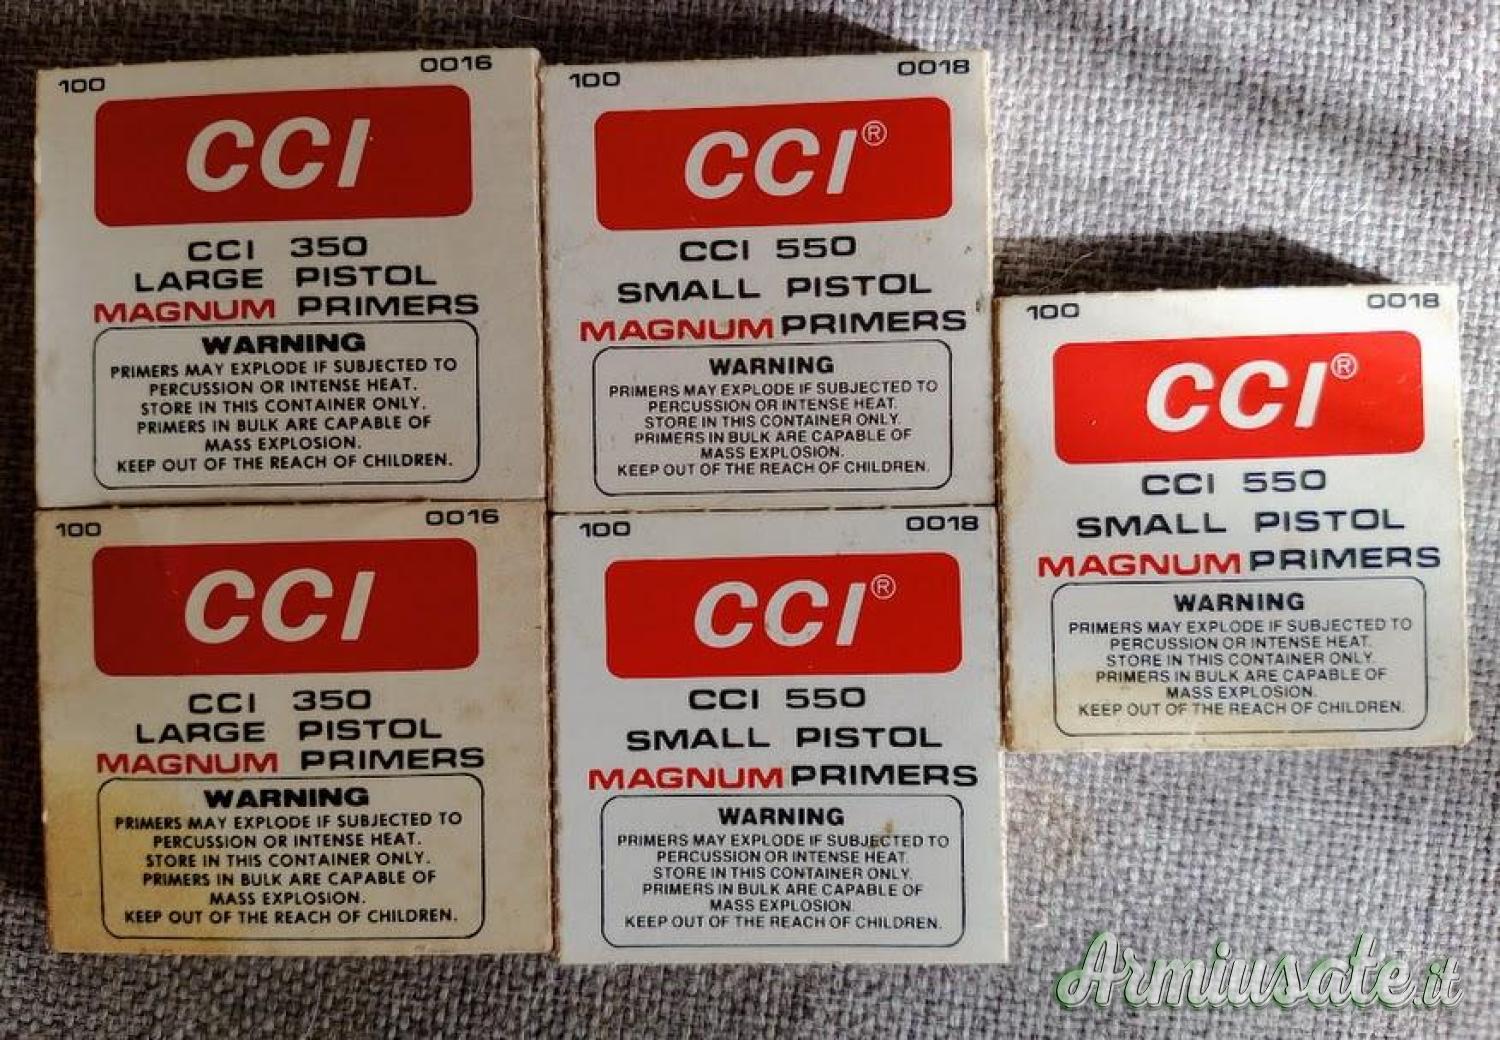 100 0016
CCI
CCI 350
LARGE PISTOL
MAGNUM PRIMERS
WARNING
PRIMERS MAY EXPLODE IF SUBJECTED TO
PERCUSSION OR INTENSE HEAT.
STORE IN THIS CONTAINER ONLY.
PRIMERS IN BULK ARE CAPABLE OF
MASS EXPLOSION.
KEEP OUT OF THE REACH OF CHILDREN.
100 0018
CCI®
CCI 550
SMALL PISTOL
MAGNUM PRIMERS
WARNING
PRIMERS MAY EXPLODE IF SUBJECTED TO
PERCUSSION OR INTENSE HEAT.
STORE IN THIS CONTAINER ONLY.
PRIMERS IN BULK ARE CAPABLE OF
MASS EXPLOSION.
KEEP OUT OF THE REACH OF CHILDREN.
100 0018
CCI®
CCI 550
SMALL PISTOL
MAGNUM PRIMERS
WARNING
PRIMERS MAY EXPLODE IF SUBJECTED TO
PERCUSSION OR INTENSE HEAT.
STORE IN THIS CONTAINER ONLY.
PRIMERS IN BULK ARE CAPABLE OF
MASS EXPLOSION.
KEEP OUT OF THE REACH OF CHILDREN.
100 0016
CCI
CCI 350
LARGE PISTOL
MAGNUM PRIMERS
WARNING
PRIMERS MAY EXPLODE IF SUBJECTED TO
PERCUSSION OR INTENSE HEAT.
STORE IN THIS CONTAINER ONLY.
PRIMERS IN BULK ARE CAPABLE OF
MASS EXPLOSION.
KEEP OUT OF THE REACH OF CHILDREN.
100 0018
CCI®
CCI 550
SMALL PISTOL
MAGNUM PRIMERS
WARNING
PRIMERS MAY EXPLODE IF SUBJECTED TO
PERCUSSION OR INTENSE HEAT.
STORE IN THIS CONTAINER ONLY.
PRIMERS IN BULK ARE CAPABLE OF
MASS EXPLOSION.
KEEP OUT OF THE REACH OF CHILDREN.
Armiusate.it